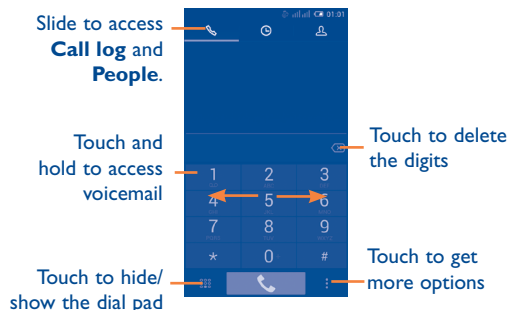 Slide to access
Call log and
People.
01:01
Touch and
hold to access
voicemail
Touch to delete
the digits
1 2 3
4 5 6
7 8 9
* 0 #
Touch to hide/
show the dial pad
Touch to get
more options